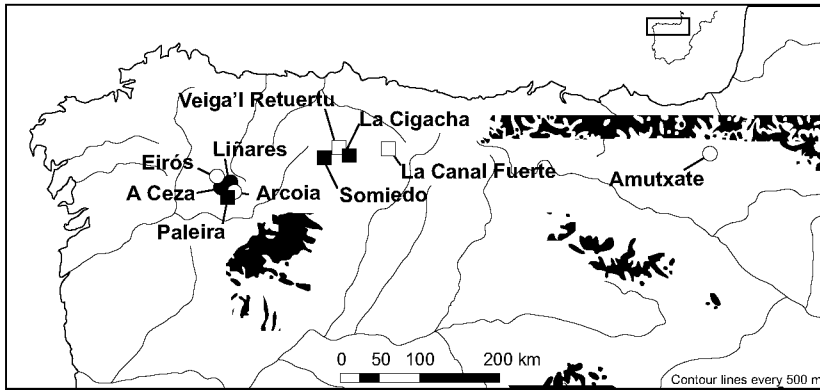 Veiga'l Retuertu
La Cigacha
Liñares
Eirós
La Canal Fuerte
Amutxate
A Ceza
Arcoia
Somiedo
Paleira
0 50 100 200 km
Contour lines every 500 m